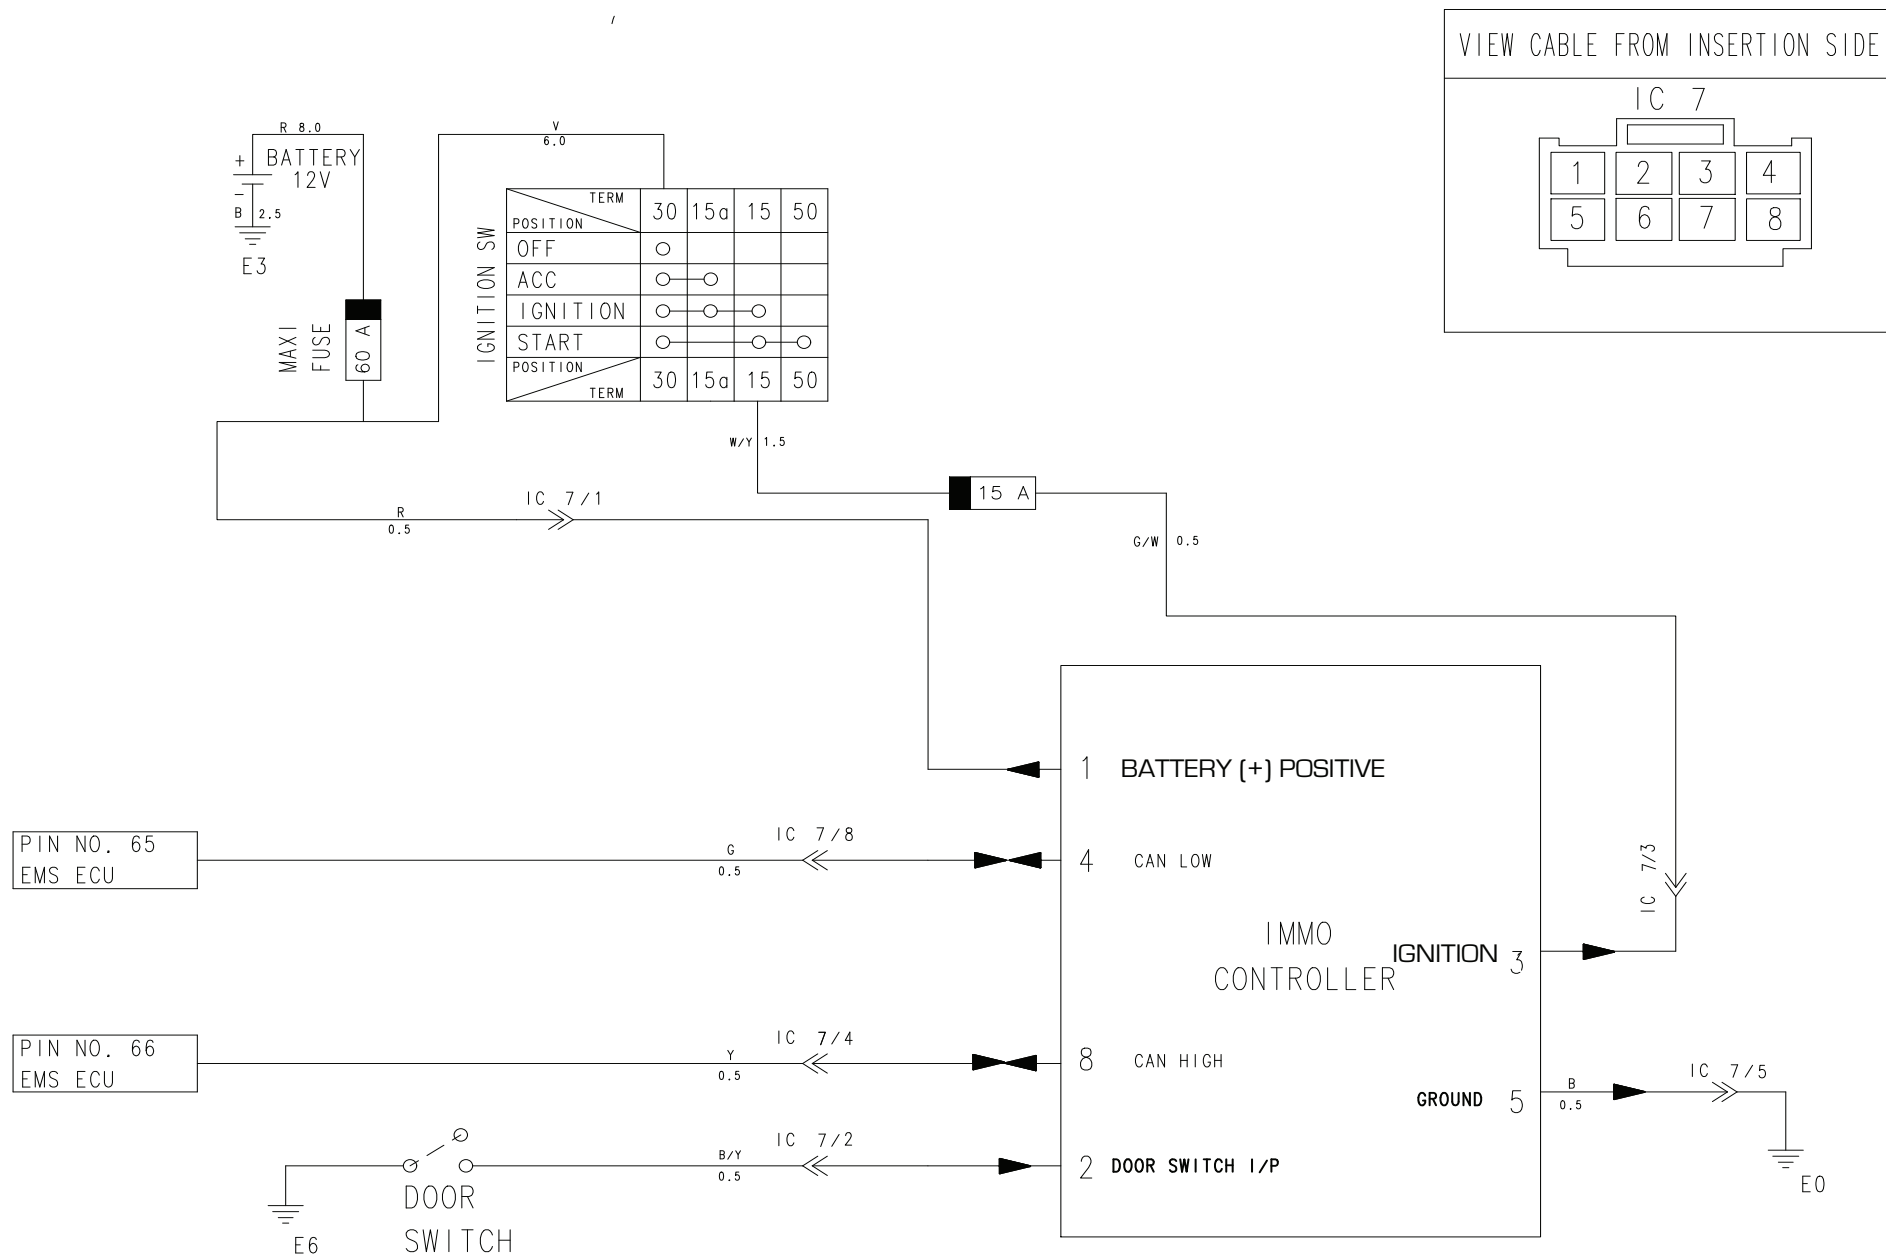 VIEW CABLE FROM INSERTION SIDE
IC 7
1 2 3 4
5 6 7 8
R 8.0
+ BATTERY
12V
-
B 2.5
E3
MAXI
FUSE
60 A
V
6.0
IGNITION SW
TERM
POSITION
30 15a 15 50
OFF
ACC
IGNITION
START
POSITION
TERM
30 15a 15 50
W/Y 1.5
15 A
IC 7/1
R
0.5
G/W 0.5
1 BATTERY (+) POSITIVE
PIN NO. 65
EMS ECU
G
0.5
IC 7/8
4 CAN LOW
IC 7/3
IMMO
CONTROLLER
IGNITION 3
PIN NO. 66
EMS ECU
Y
0.5
IC 7/4
8 CAN HIGH
GROUND 5
B
0.5
IC 7/5
E0
B/Y
0.5
IC 7/2
2 DOOR SWITCH I/P
DOOR
SWITCH
E6